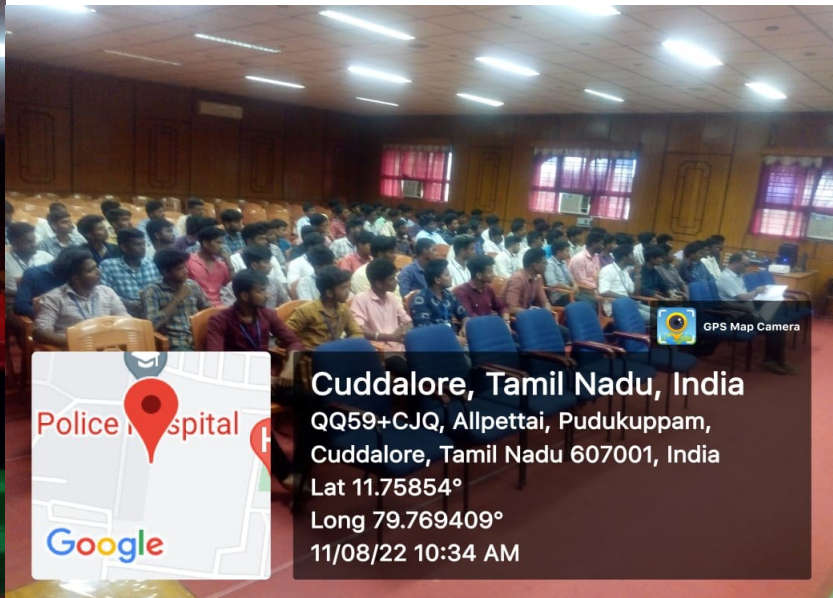 GPS Map Camera
Police H spital
H
Google
Cuddalore, Tamil Nadu, India
QQ59+CJQ, Allpettai, Pudukuppam,
Cuddalore, Tamil Nadu 607001, India
Lat 11.75854°
Long 79.769409°
11/08/22 10:34 AM